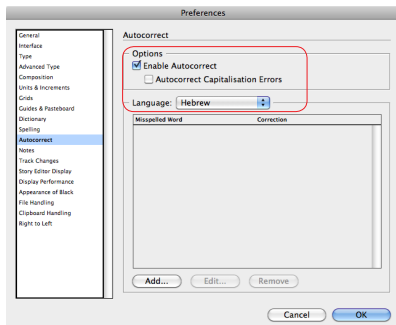 Preferences
General
Interface
Type
Advanced Type
Composition
Units & Increments
Grids
Guides & Pasteboard
Dictionary
Spelling
Autocorrect
Notes
Track Changes
Story Editor Display
Display Performance
Appearance of Black
File Handling
Clipboard Handling
Right to Left
Autocorrect
Options
Enable Autocorrect
Autocorrect Capitalisation Errors
Language: Hebrew
Misspelled Word Correction
Add... Edit... Remove
Cancel OK